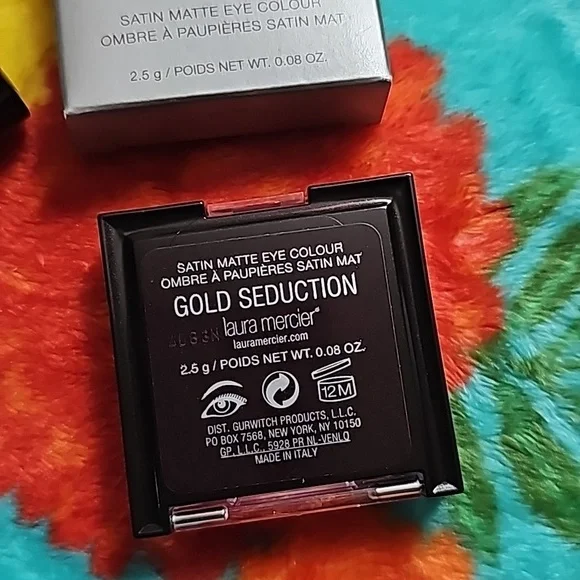 SATIN MATTE EYE COLOUR
OMBRE À PAUPIÈRES SATIN MAT
2.5 g / POIDS NET WT. 0.08 OZ.
SATIN MATTE EYE COLOUR
OMBRE À PAUPIÈRES SATIN MAT
GOLD SEDUCTION
laura mercier®
lauramercier.com
2.5 g / POIDS NET WT. 0.08 OZ.
12M
DIST. GURWITCH PRODUCTS, L.L.C.
PO BOX 7568, NEW YORK, NY 10150
GP, L.L.C., 5928 PR NL-VENLO
MADE IN ITALY